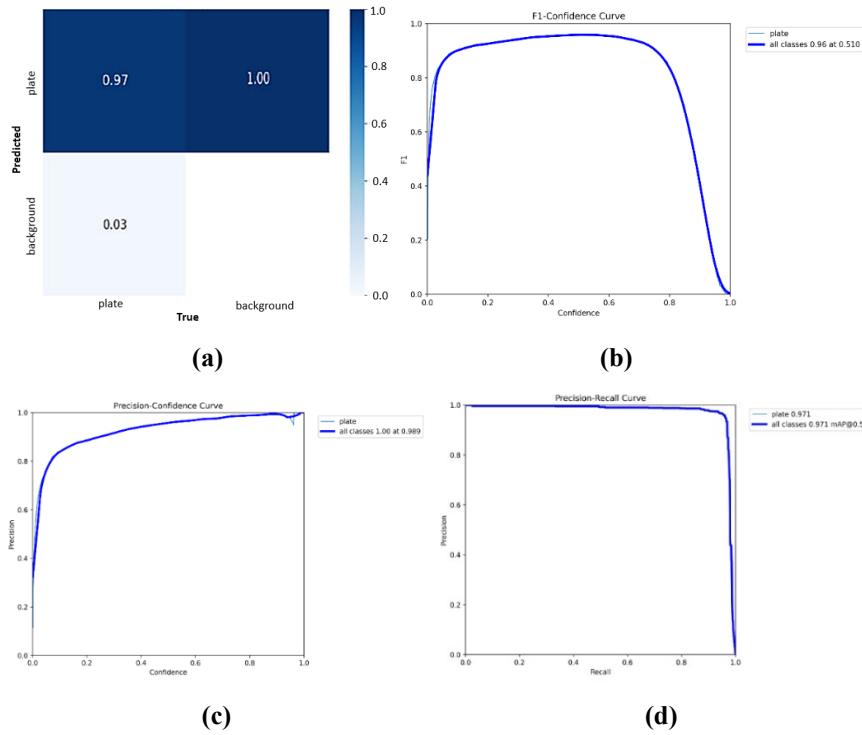 1.0
0.8
0.6
0.4
0.2
0.0
Predicted
plate
background
0.97
1.00
0.03
plate
background
True
(a)
F1-Confidence Curve
plate
all classes 0.96 at 0.510
F1
1.0
0.8
0.6
0.4
0.2
0.0
0.0 0.2 0.4 0.6 0.8 1.0
Confidence
(b)
Precision-Confidence Curve
plate
all classes 1.00 at 0.989
Precision
1.0
0.8
0.6
0.4
0.2
0.0
0.0 0.2 0.4 0.6 0.8 1.0
Confidence
(c)
Precision-Recall Curve
plate 0.971
all classes 0.971 mAP@0.5
Precision
1.0
0.8
0.6
0.4
0.2
0.0
0.0 0.2 0.4 0.6 0.8 1.0
Recall
(d)